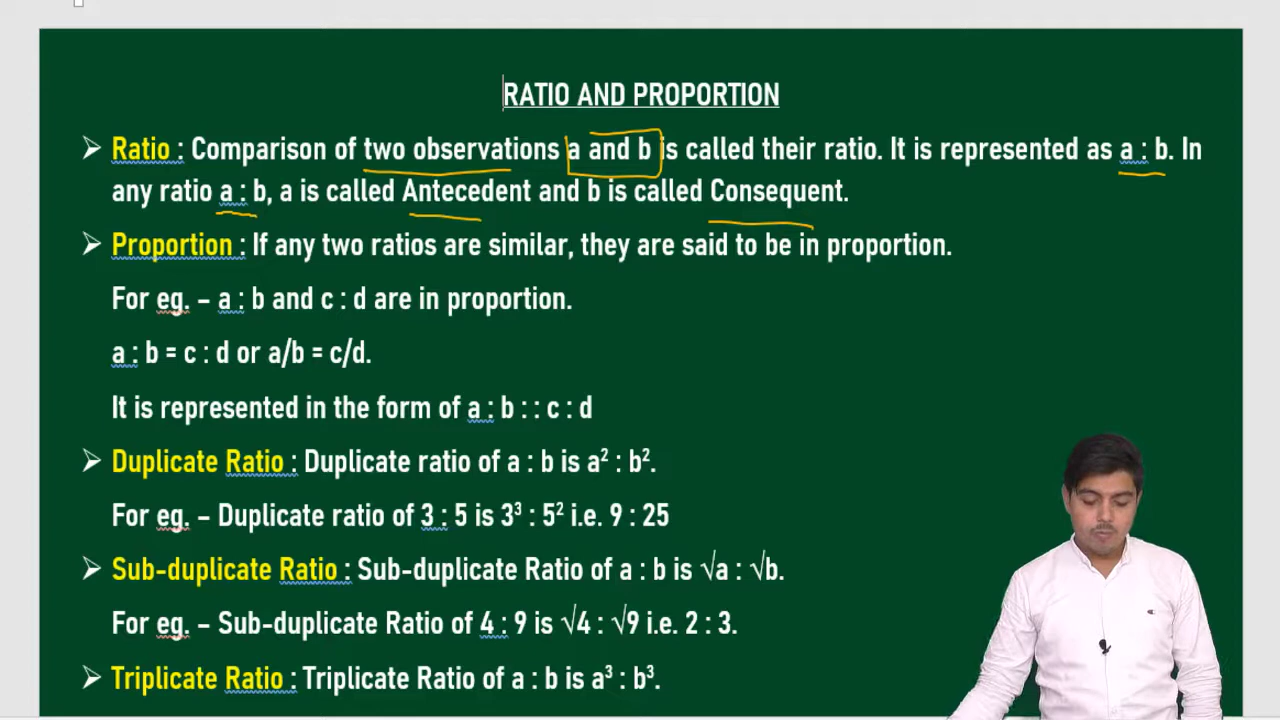 RATIO AND PROPORTION
➢ Ratio : Comparison of two observations a and b is called their ratio. It is represented as a : b. In
any ratio a : b, a is called Antecedent and b is called Consequent.
➢ Proportion : If any two ratios are similar, they are said to be in proportion.
For eg. – a : b and c : d are in proportion.
a : b = c : d or a/b = c/d.
It is represented in the form of a : b : : c : d
➢ Duplicate Ratio : Duplicate ratio of a : b is a² : b².
For eg. – Duplicate ratio of 3 : 5 is 3³ : 5² i.e. 9 : 25
➢ Sub-duplicate Ratio : Sub-duplicate Ratio of a : b is √a : √b.
For eg. – Sub-duplicate Ratio of 4 : 9 is √4 : √9 i.e. 2 : 3.
➢ Triplicate Ratio : Triplicate Ratio of a : b is a³ : b³.